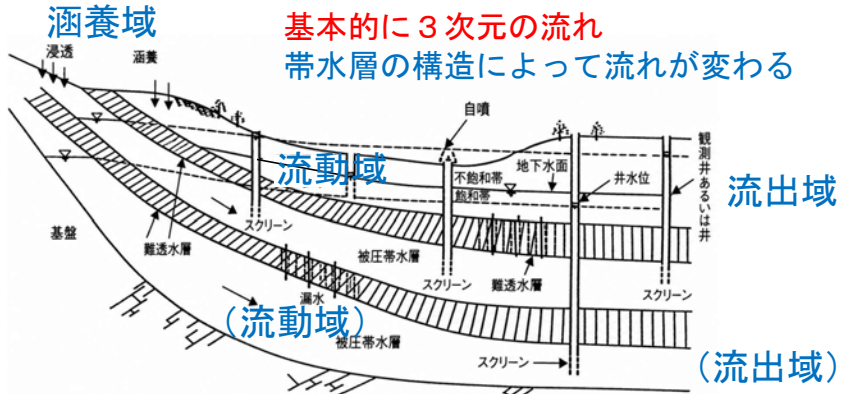 涵養域
基本的に３次元の流れ
帯水層の構造によって流れが変わる
浸透
涵養
自噴
観測井あるいは井
流動域
不飽和帯
地下水面
井水位
飽和帯
流出域
基盤
難透水層
スクリーン
被圧帯水層
スクリーン
難透水層
スクリーン
漏水
(流動域)
被圧帯水層
スクリーン
(流出域)